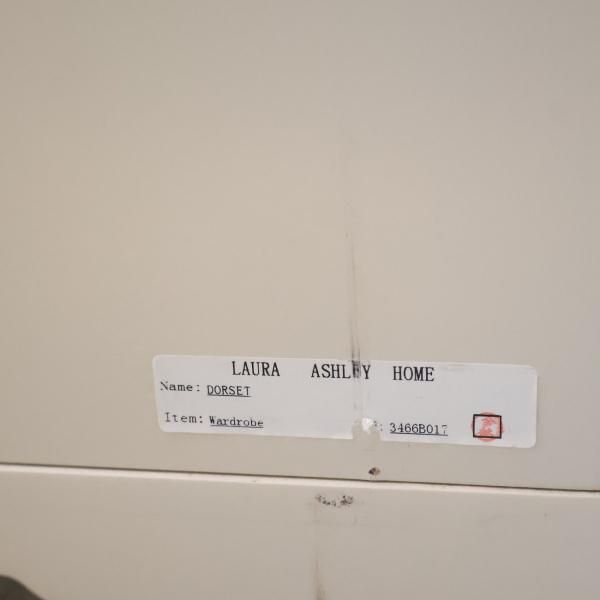 LAURA ASHLEY HOME
Name: DORSET
Item: Wardrobe 3466B017